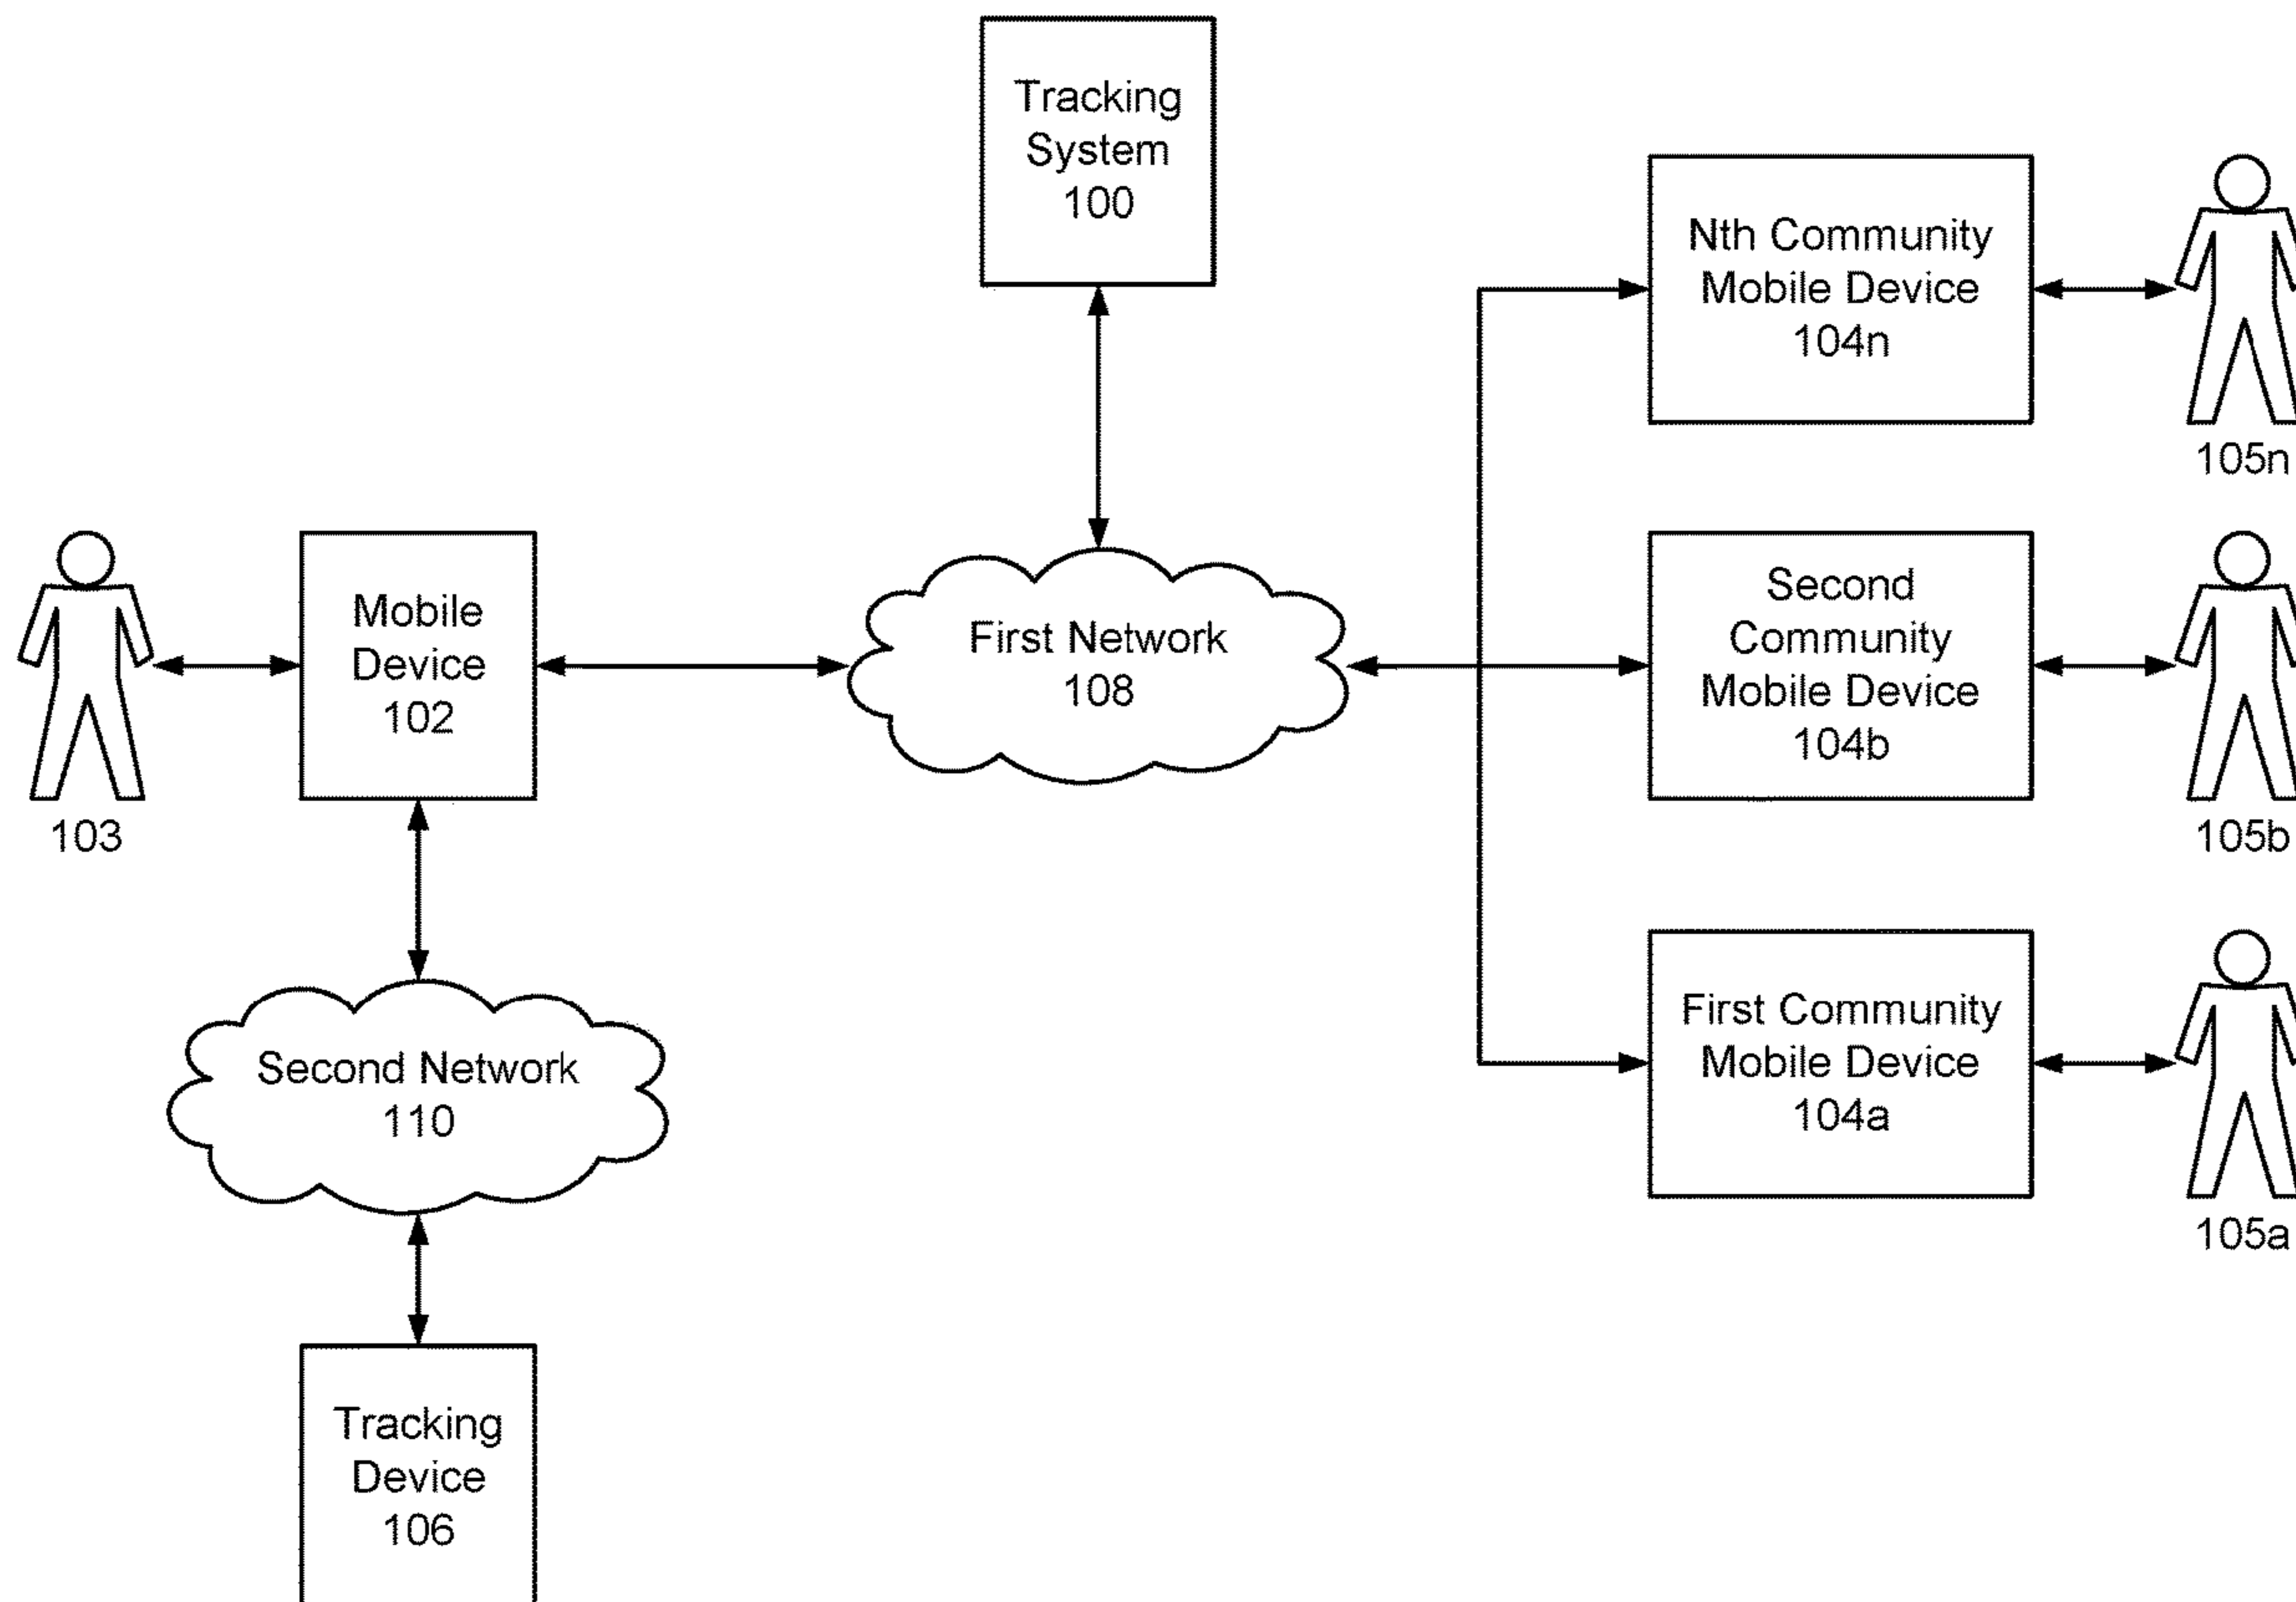 Tracking
System
100
Nth Community
Mobile Device
104n
105n
Mobile
Device
102
103
First Network
108
Second
Community
Mobile Device
104b
105b
Second Network
110
First Community
Mobile Device
104a
105a
Tracking
Device
106